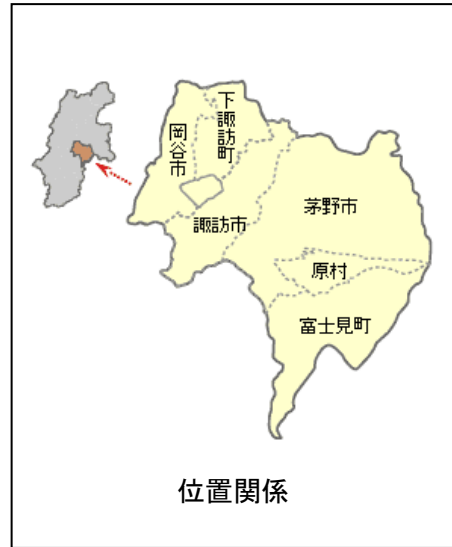 下諏訪町
岡谷市
諏訪市
茅野市
原村
富士見町
位置関係